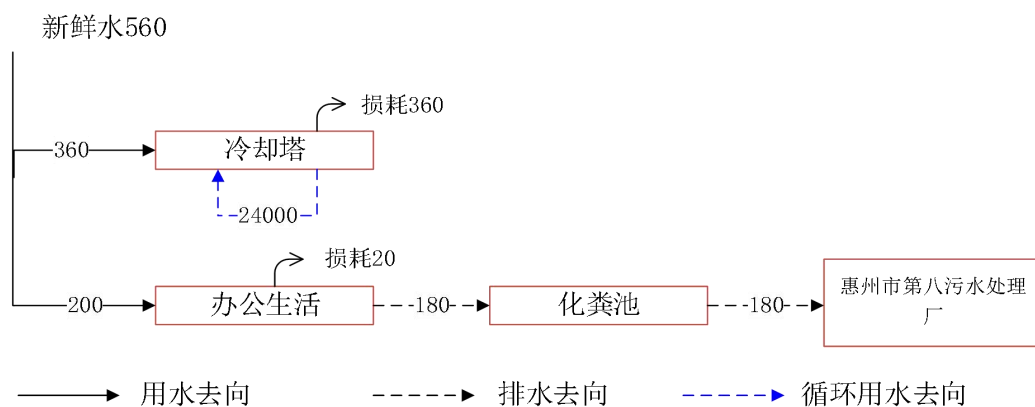 新鲜水560
损耗360
360
冷却塔
24000
损耗20
200
办公生活
180
化粪池
180
惠州市第八污水处理
厂
用水去向
排水去向
循环用水去向